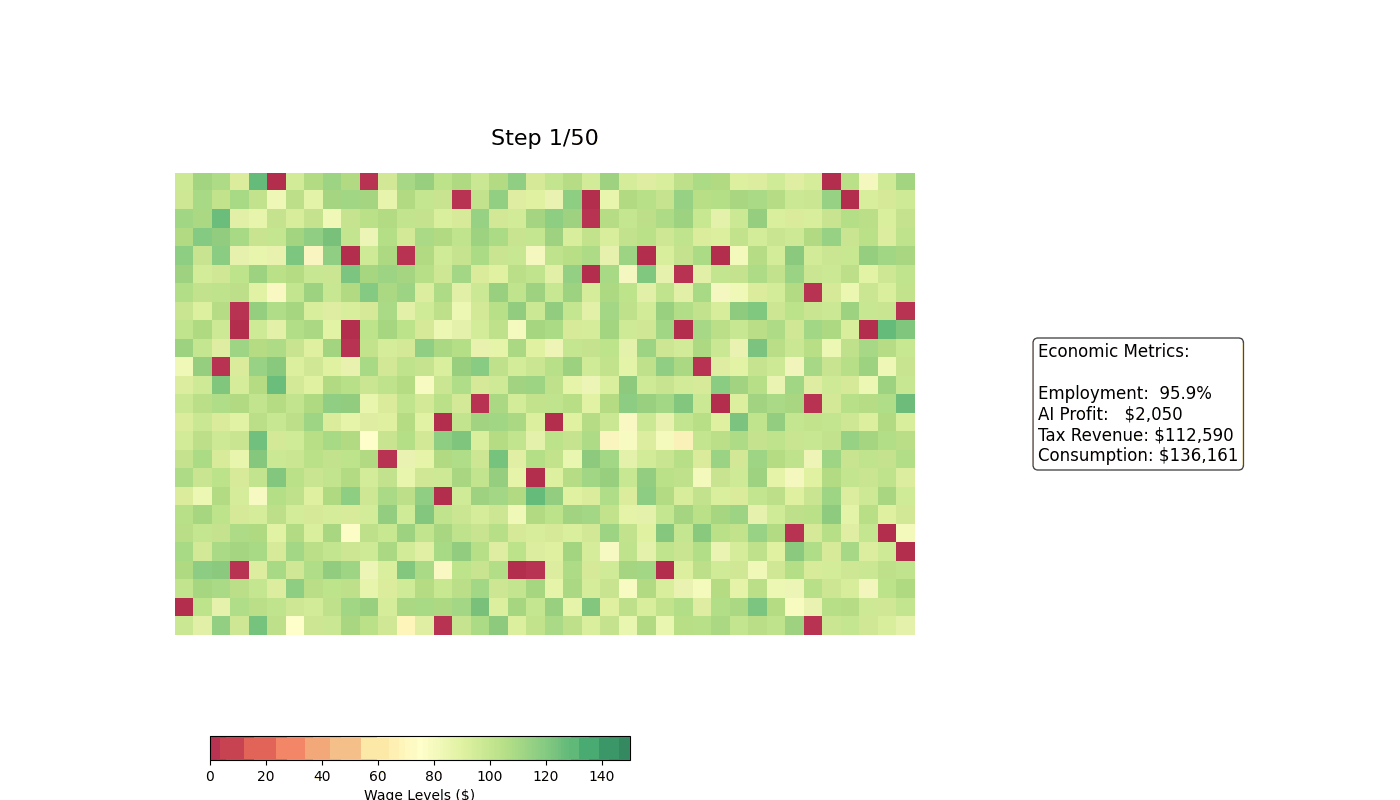 Step 1/50
Economic Metrics:
Employment: 95.9%
AI Profit: $2,050
Tax Revenue: $112,590
Consumption: $136,161
0 20 40 60 80 100 120 140
Wage Levels ($)